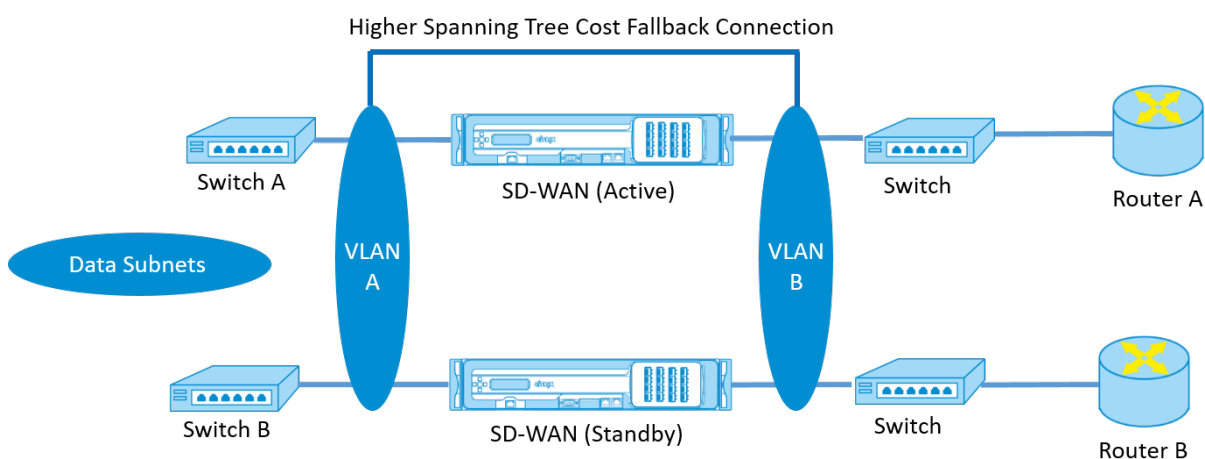 Higher Spanning Tree Cost Fallback Connection
Switch A
SD-WAN (Active)
Switch
Router A
Data Subnets
VLAN
A
VLAN
B
Switch B
SD-WAN (Standby)
Switch
Router B